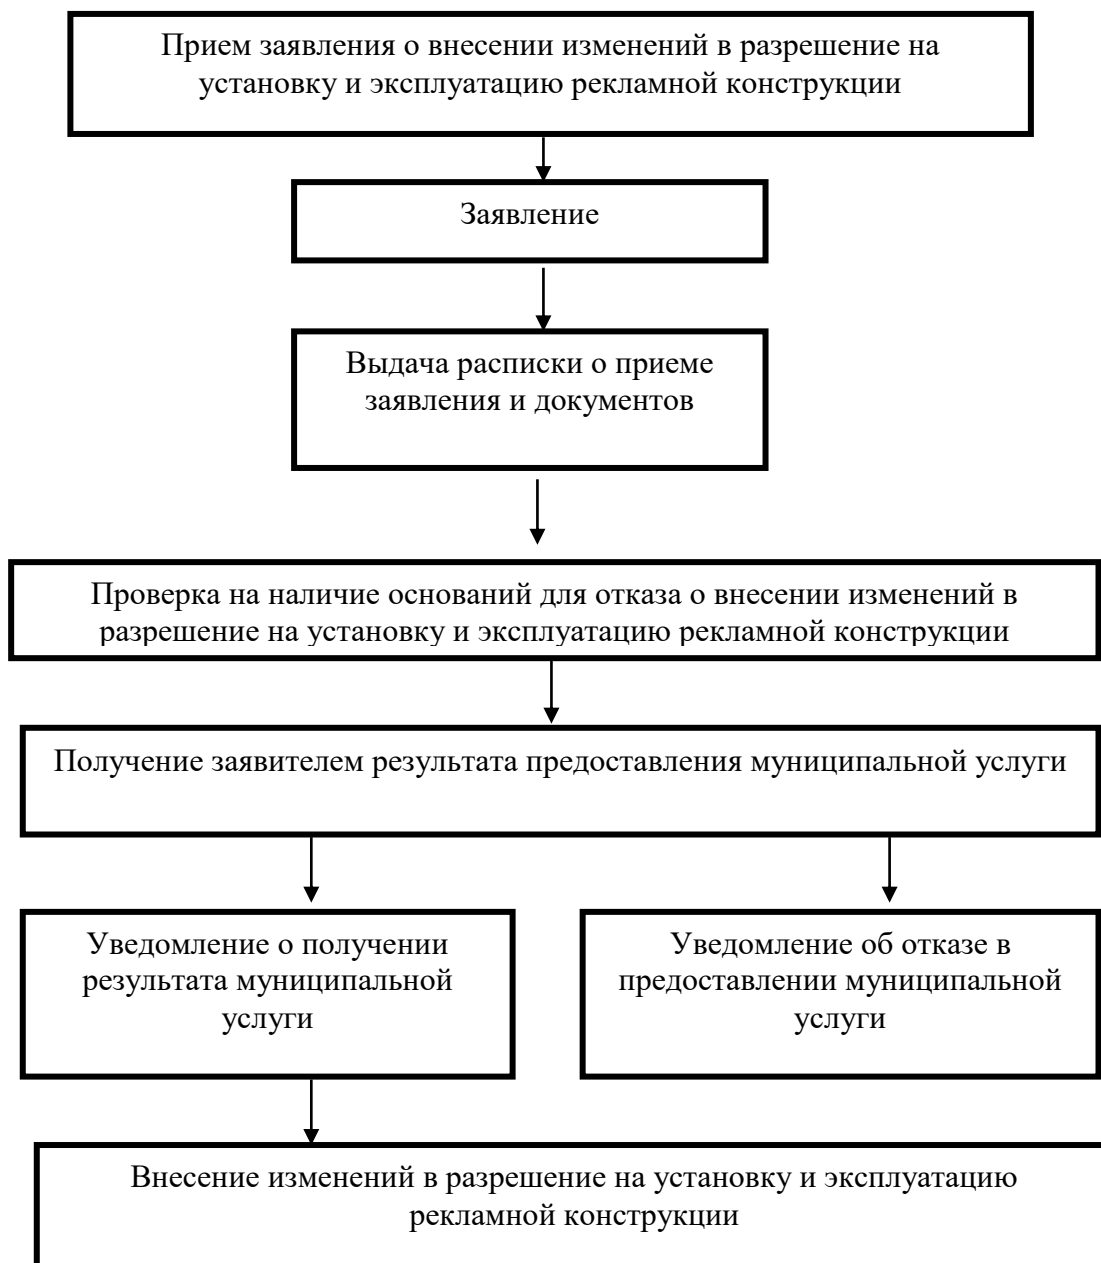 Прием заявления о внесении изменений в разрешение на
установку и эксплуатацию рекламной конструкции
Заявление
Выдача расписки о приеме
заявления и документов
Проверка на наличие оснований для отказа о внесении изменений в
разрешение на установку и эксплуатацию рекламной конструкции
Получение заявителем результата предоставления муниципальной услуги
Уведомление о получении
результата муниципальной
услуги
Уведомление об отказе в
предоставлении муниципальной
услуги
Внесение изменений в разрешение на установку и эксплуатацию
рекламной конструкции